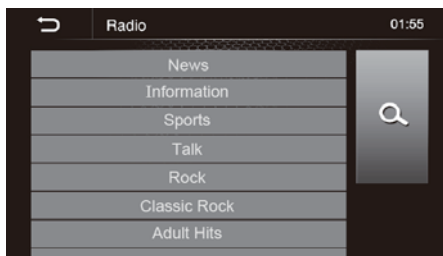 Radio
01:55
News
Information
Sports
Talk
Rock
Classic Rock
Adult Hits